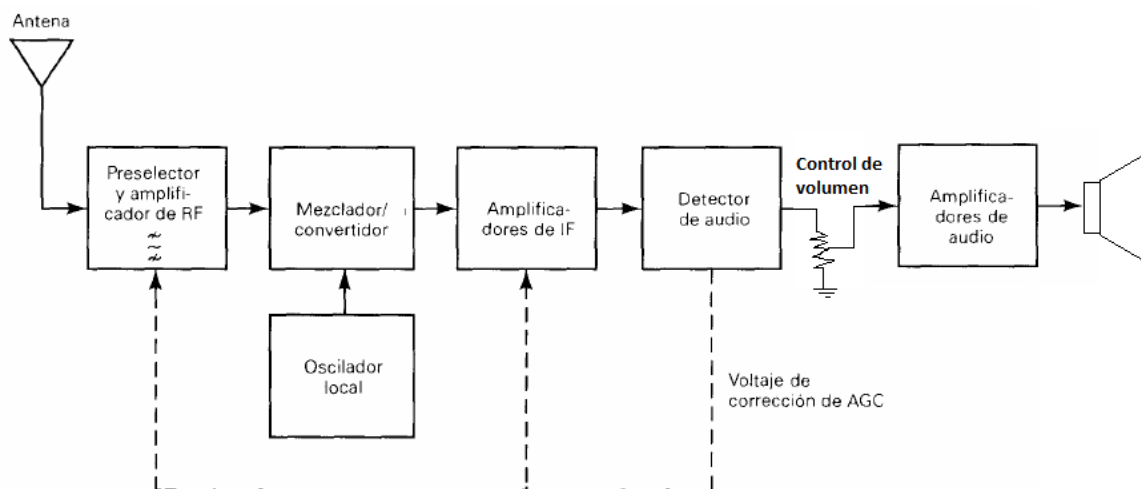 Antena
Preselector
y amplifi-
cador de RF
Mezclador/
convertidor
Amplifica-
dores de IF
Detector
de audio
Control de
volumen
Amplifica-
dores de
audio
Oscilador
local
Voltaje de
corrección de AGC